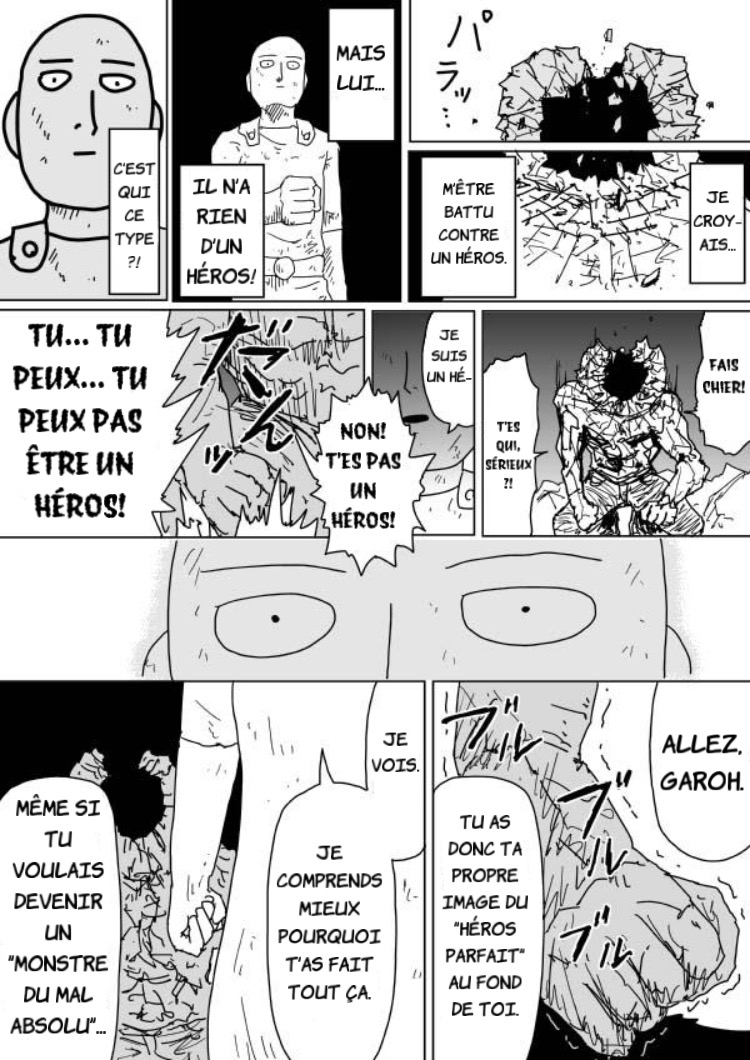 パラッ…
JE
CROY-
AIS...
M'ÊTRE
BATTU
CONTRE
UN HÉROS.
MAIS
LUI...
IL N'A
RIEN
D'UN
HÉROS!
C'EST
QUI
CE
TYPE
?!
FAIS
CHIER!
T'ES
QUI,
SÉRIEUX
?!
JE
SUIS
UN HÉ-
NON!
T'ES PAS
UN
HÉROS!
TU... TU
PEUX... TU
PEUX PAS
ÊTRE UN
HÉROS!
ALLEZ,
GAROH.
ブル
ブル
ブル
TU AS
DONC TA
PROPRE
IMAGE DU
"HÉROS
PARFAIT"
AU FOND
DE TOI.
JE
VOIS.
JE
COMPRENDS
MIEUX
POURQUOI
T'AS FAIT
TOUT ÇA.
MÊME SI
TU
VOULAIS
DEVENIR
UN
"MONSTRE
DU MAL
ABSOLU"...